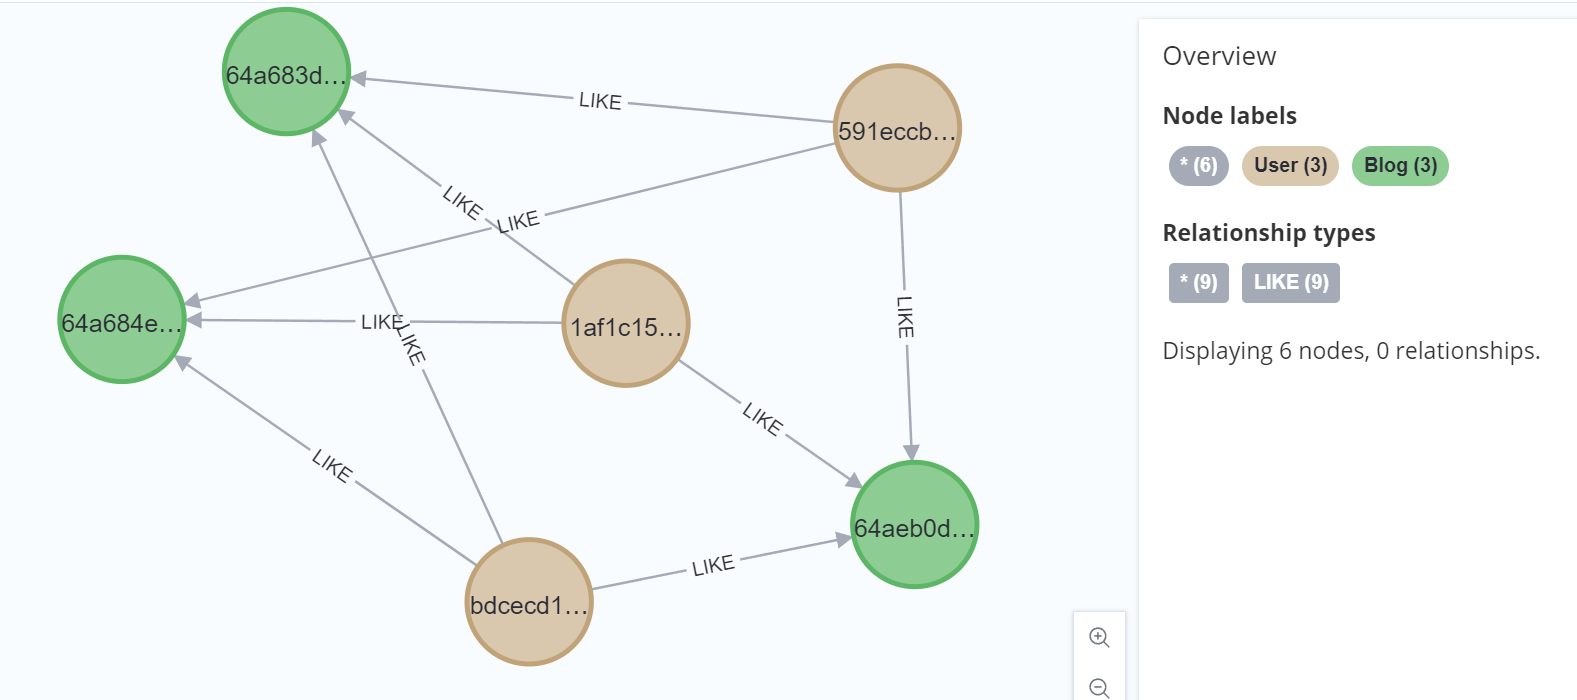 64a683d...
LIKE
591eccb...
LIKE
LIKE
64a684e...
LIKE
LIKE
1af1c15...
LIKE
LIKE
LIKE
64aeb0d...
LIKE
bdcecd1...
Overview
Node labels
* (6) User (3) Blog (3)
Relationship types
* (9) LIKE (9)
Displaying 6 nodes, 0 relationships.